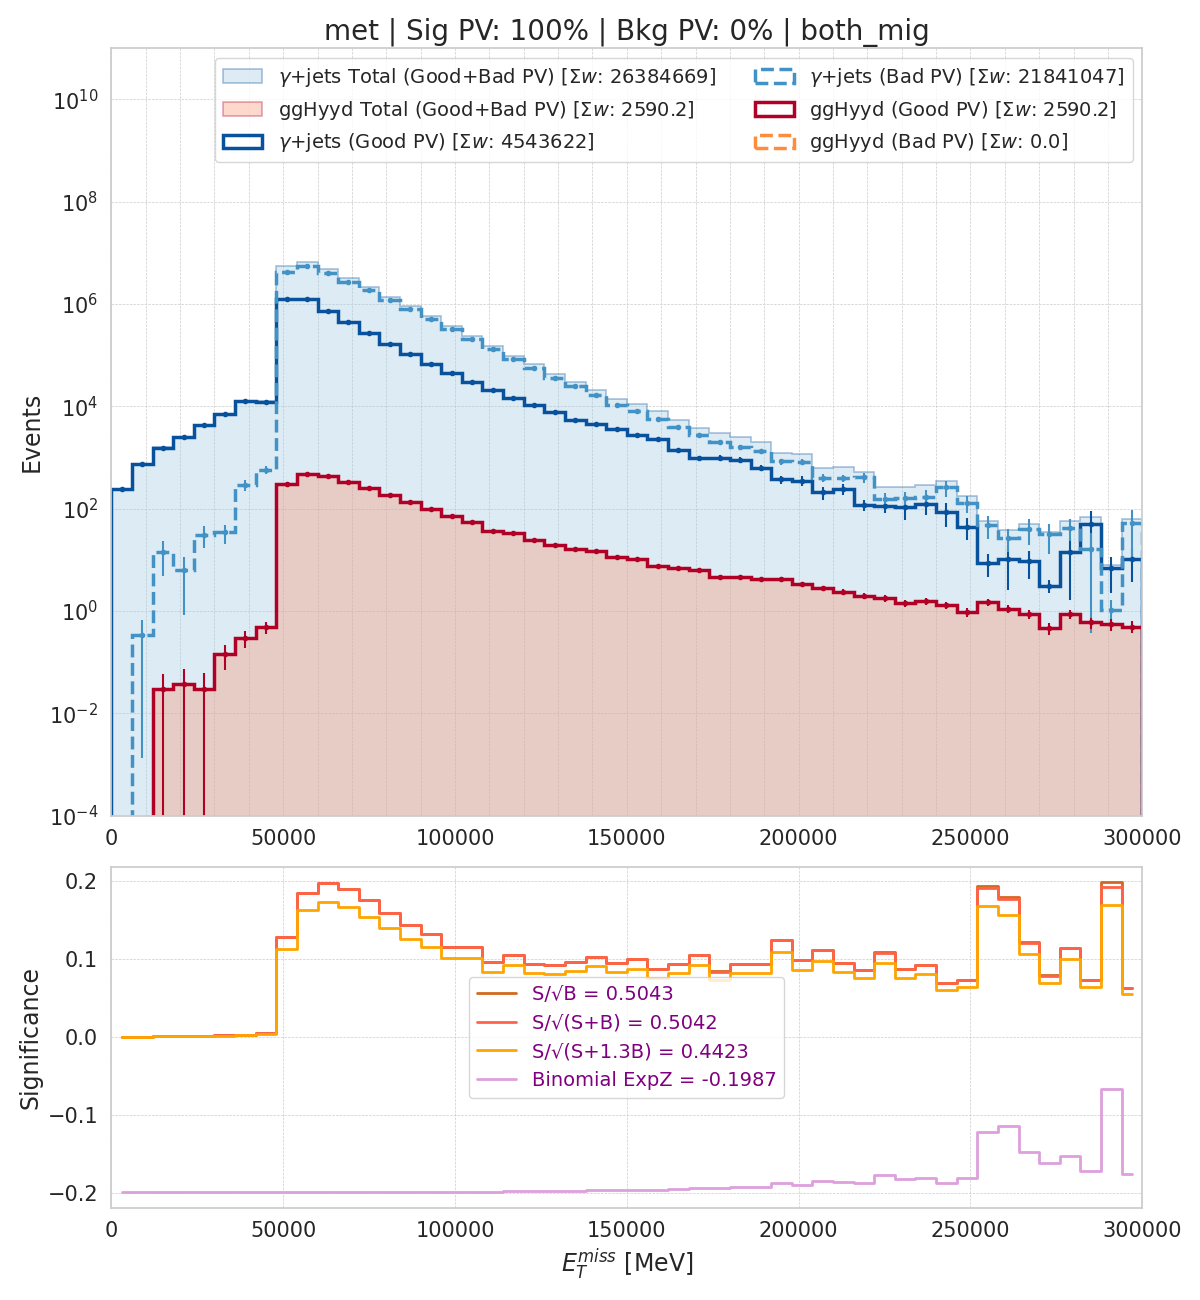 met | Sig PV: 100% | Bkg PV: 0% | both_mig
γ+jets Total (Good+Bad PV) [Σw: 26384669]
ggHyyd Total (Good+Bad PV) [Σw: 2590.2]
γ+jets (Good PV) [Σw: 4543622]
γ+jets (Bad PV) [Σw: 21841047]
ggHyyd (Good PV) [Σw: 2590.2]
ggHyyd (Bad PV) [Σw: 0.0]
Events
10^10
10^8
10^6
10^4
10^2
10^0
10^−2
10^−4
0 50000 100000 150000 200000 250000 300000
Significance
0.2
0.1
0.0
−0.1
−0.2
S/√B = 0.5043
S/√(S+B) = 0.5042
S/√(S+1.3B) = 0.4423
Binomial ExpZ = -0.1987
0 50000 100000 150000 200000 250000 300000
E_T^miss [MeV]